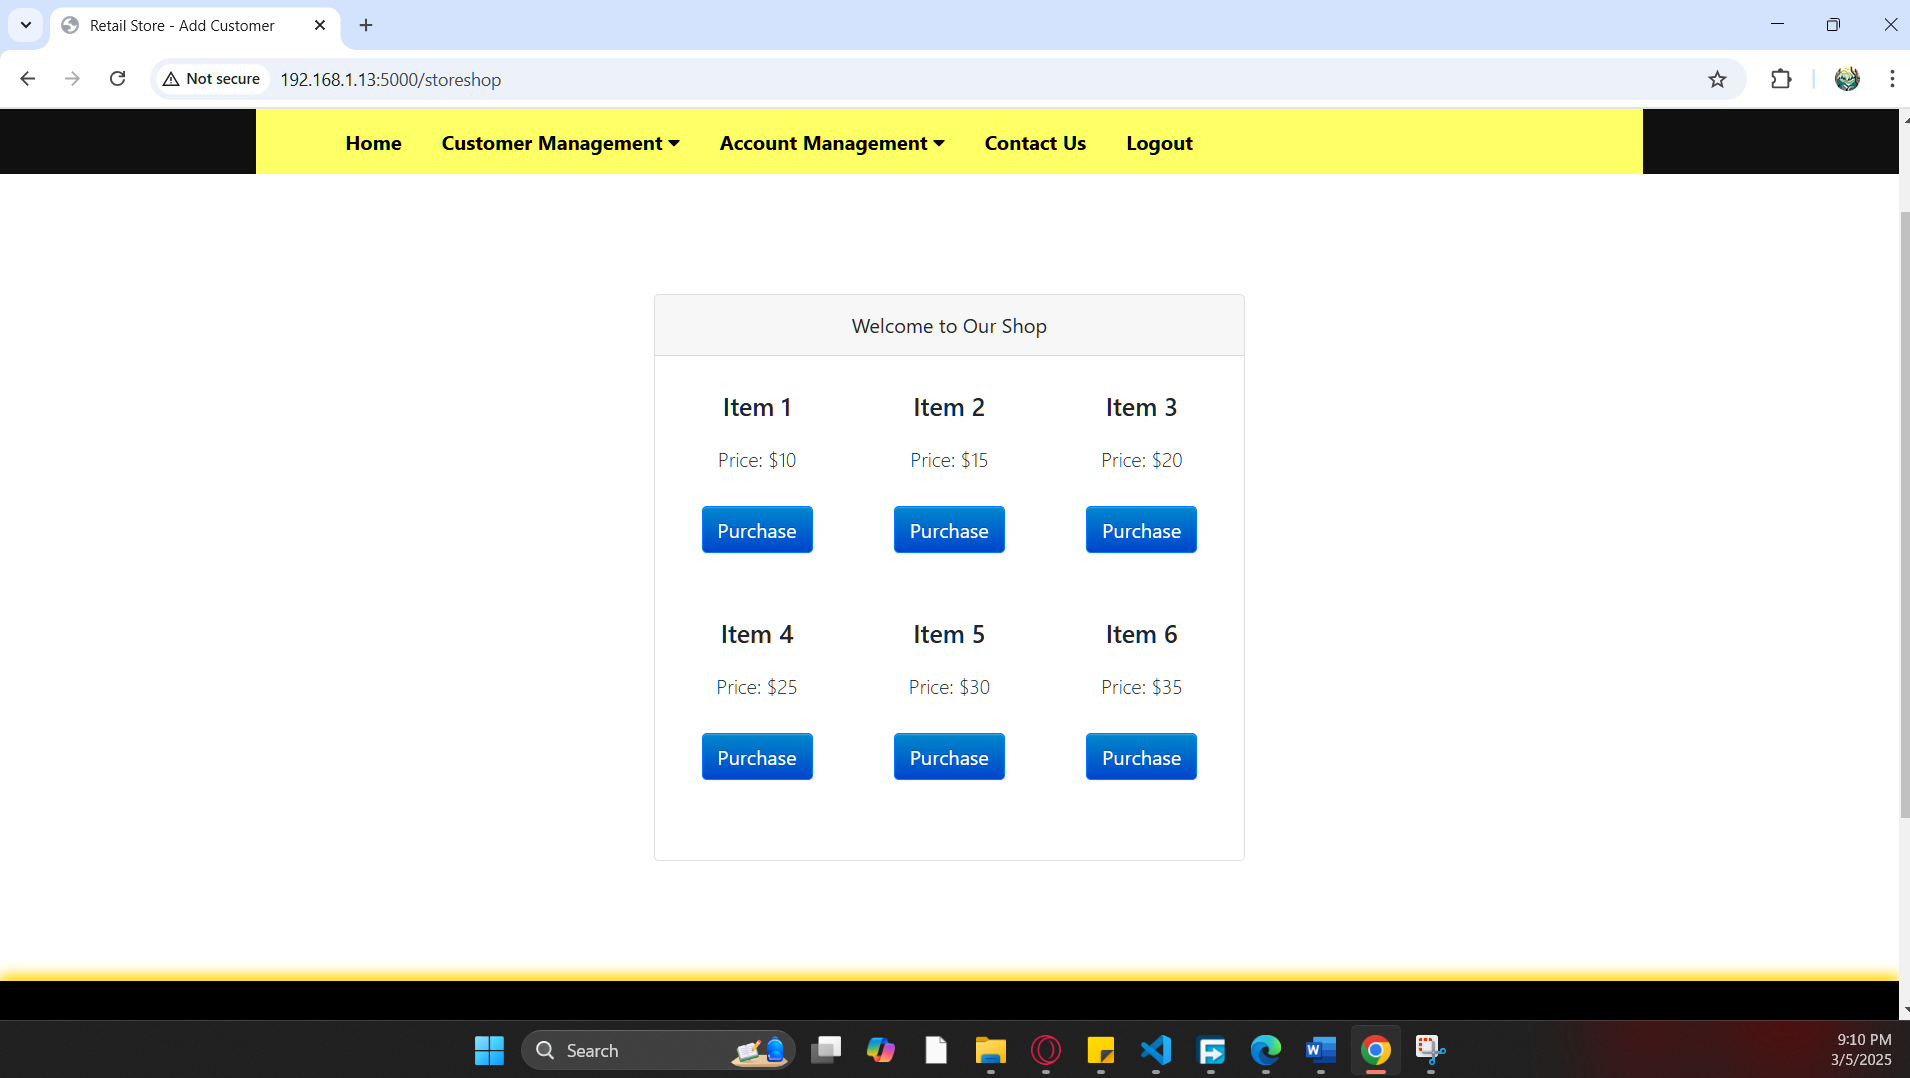 Retail Store - Add Customer
Not secure 192.168.1.13:5000/storeshop
Home Customer Management Account Management Contact Us Logout
Welcome to Our Shop
Item 1 Item 2 Item 3
Price: $10 Price: $15 Price: $20
Purchase Purchase Purchase
Item 4 Item 5 Item 6
Price: $25 Price: $30 Price: $35
Purchase Purchase Purchase
Search
9:10 PM
3/5/2025